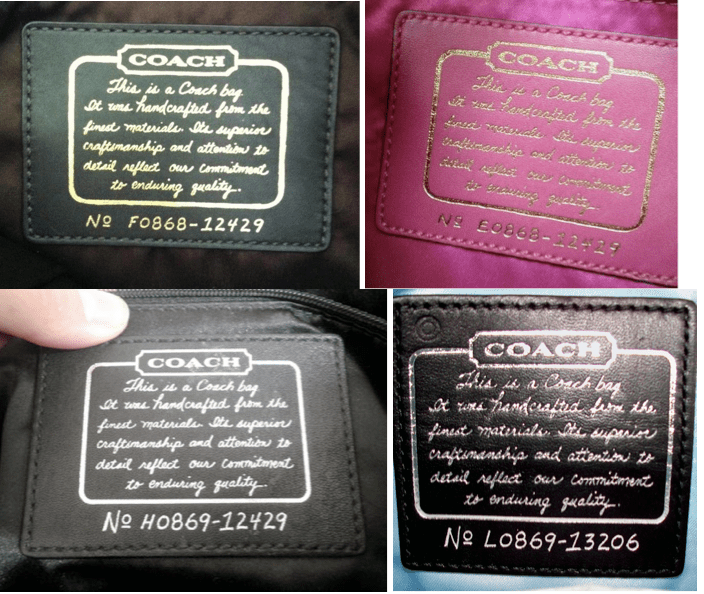 COACH
This is a Coach bag.
It was handcrafted from the
finest materials. Its superior
craftsmanship and attention to
detail reflect our commitment
to enduring quality.
Nº F0868-12429
COACH
This is a Coach bag.
It was handcrafted from the
finest materials. Its superior
craftsmanship and attention to
detail reflect our commitment
to enduring quality.
Nº E0868-12419
COACH
This is a Coach bag.
It was handcrafted from the
finest materials. Its superior
craftsmanship and attention to
detail reflect our commitment
to enduring quality.
Nº H0869-12429
COACH
This is a Coach bag.
It was handcrafted from the
finest materials. Its superior
craftsmanship and attention to
detail reflect our commitment
to enduring quality.
Nº L0869-13206